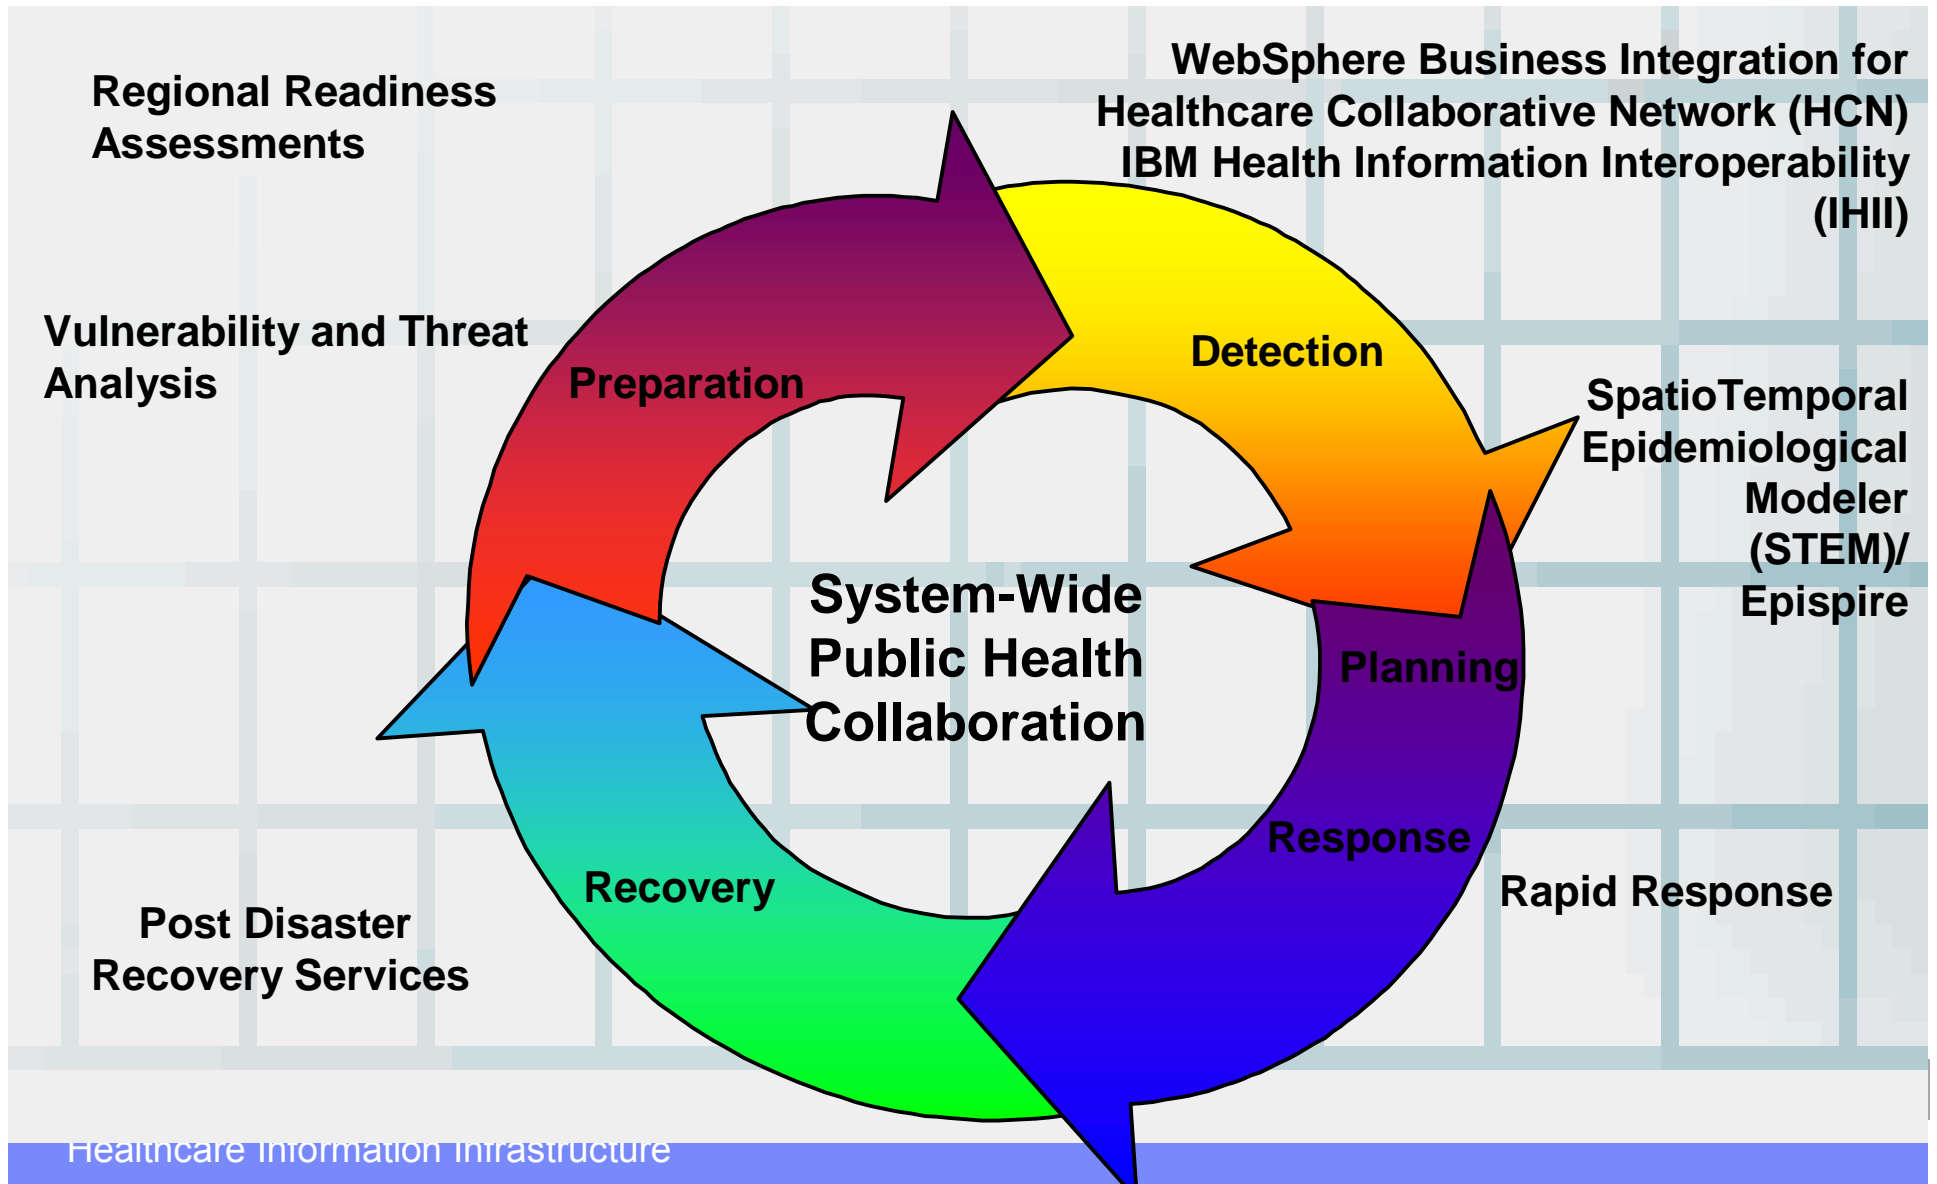 Regional Readiness
Assessments
WebSphere Business Integration for
Healthcare Collaborative Network (HCN)
IBM Health Information Interoperability
(IHII)
Vulnerability and Threat
Analysis
Preparation
Detection
SpatioTemporal
Epidemiological
Modeler
(STEM)/
Epispire
System-Wide
Public Health
Collaboration
Planning
Response
Recovery
Rapid Response
Post Disaster
Recovery Services
Healthcare Information Infrastructure